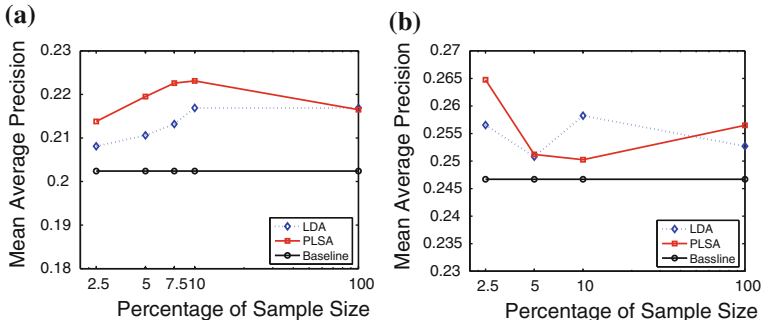 (a)
Mean Average Precision
0.23
0.22
0.21
0.2
0.19
0.18
2.5 5 7.510 100
Percentage of Sample Size
LDA
PLSA
Baseline
(b)
Mean Average Precision
0.27
0.265
0.26
0.255
0.25
0.245
0.24
0.235
0.23
2.5 5 10 100
Percentage of Sample Size
LDA
PLSA
Bassline